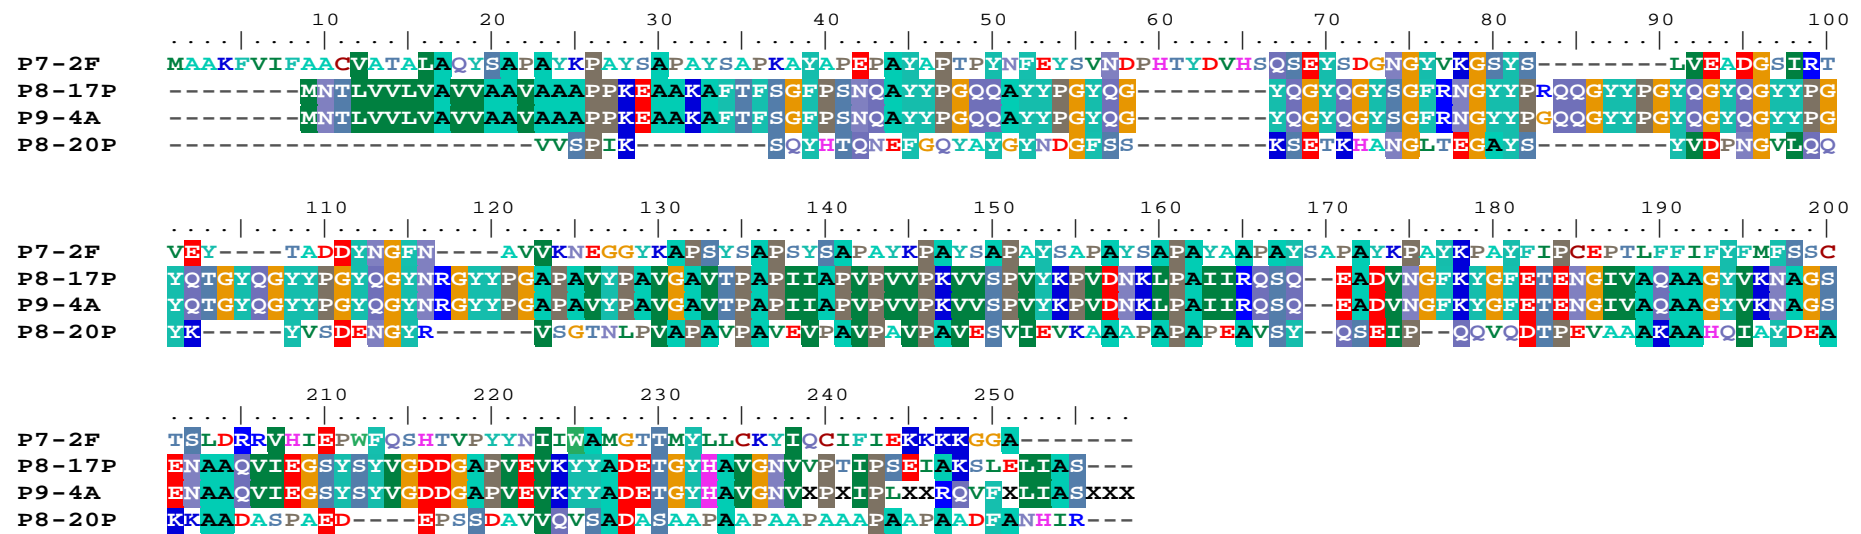 10 20 30 40 50 60 70 80 90 100
P7-2F MAAKFVIFAACVATALAQYSAPAYKPAYSAPAYSAPKAYAPEPAYAPTPYNFEYSVNDPHTYDVHSQSEYSDGNGYVKGSYS--------LVEADGSIRT
P8-17P --------MNTLVVLVAVVAAVAAAPPKEAAKAFTFSGFPSNQAYYPGQQAYYPGYQG--------YQGYQGYSGFRNGYYPRQQGYYPGYQGYQGYYPG
P9-4A --------MNTLVVLVAVVAAVAAAPPKEAAKAFTFSGFPSNQAYYPGQQAYYPGYQG--------YQGYQGYSGFRNGYYPGQQGYYPGYQGYQGYYPG
P8-20P ----------------------VVSPIK--------SQYHTQNEFGQYAYGYNDGFSS--------KSETKHANGLTEGAYS--------YVDPNGVLQQ
110 120 130 140 150 160 170 180 190 200
P7-2F VEY----TADDYNGFN----AVVKNEGGYKAPSYSAPSYSAPAYKPAYSAPAYSAPAYSAPAYAAPAYSAPAYKPAYKPAYFIPCEPTLFFIFYFMFSSC
P8-17P YQTGYQGYYPGYQGYNRGYYPGAPAVYPAVGAVTPAPIIAPVPVVPKVVSPVYKPVDNKLPAIIRQSQ--EADVNGFKYGFETENGIVAQAAGYVKNAGS
P9-4A YQTGYQGYYPGYQGYNRGYYPGAPAVYPAVGAVTPAPIIAPVPVVPKVVSPVYKPVDNKLPAIIRQSQ--EADVNGFKYGFETENGIVAQAAGYVKNAGS
P8-20P YK-----YVSDENGYR------VSGTNLPVAPAVPAVEVPAVPAVPAVESVIEVKAAAPAPAPEAVSY--QSEIP--QQVQDTPEVAAAKAAHQIAYDEA
210 220 230 240 250
P7-2F TSLDRRVHIEPWFQSHTVPYYNIIWAMGTTMYLLCKYIQCIFIEKKKKGGA-------
P8-17P ENAAQVIEGSYSYVGDDGAPVEVKYYADETGYHAVGNVVPTIPSEIAKSLELIAS---
P9-4A ENAAQVIEGSYSYVGDDGAPVEVKYYADETGYHAVGNVXPXIPLXXRQVFXLIASXXX
P8-20P KKAADASPAED----EPSSDAVVQVSADASAAPAAPAAPAAAPAAPAADFANHIR---